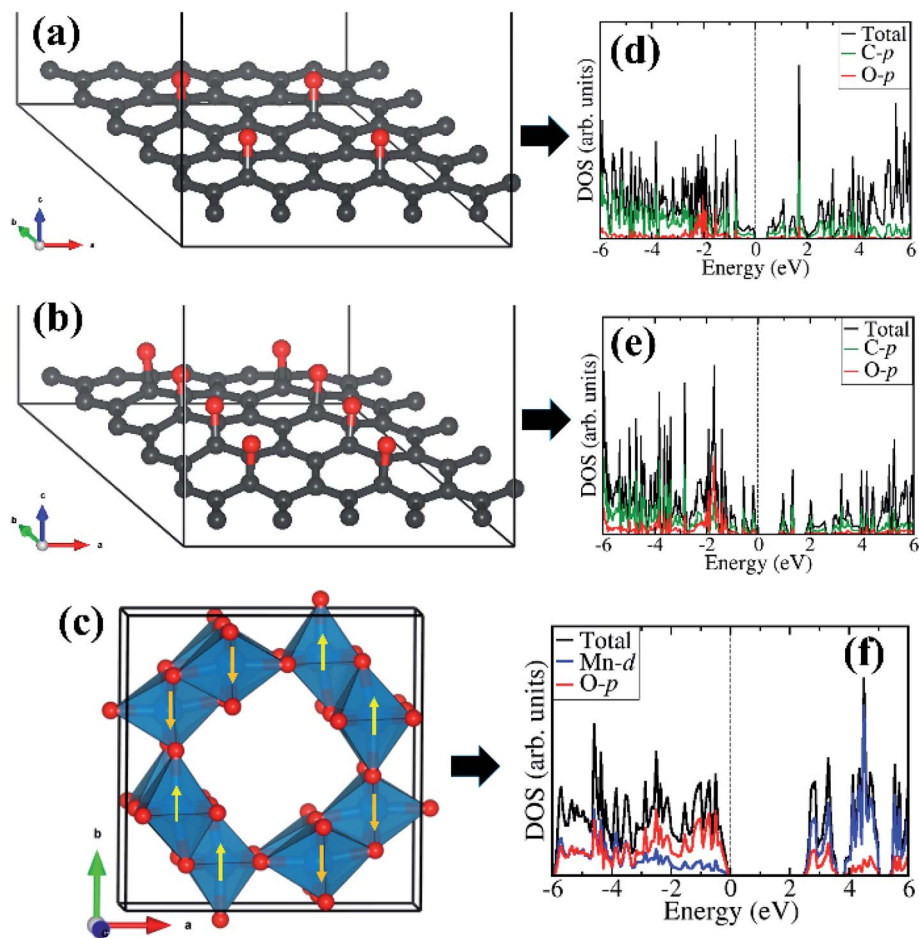 (a)
c
b
a
(d)
Total
C-p
O-p
DOS (arb. units)
-6 -4 -2 0 2 4 6
Energy (eV)
(b)
c
b
a
(e)
Total
C-p
O-p
DOS (arb. units)
-6 -4 -2 0 2 4 6
Energy (eV)
(c)
b
c
a
(f)
Total
Mn-d
O-p
DOS (arb. units)
-6 -4 -2 0 2 4 6
Energy (eV)